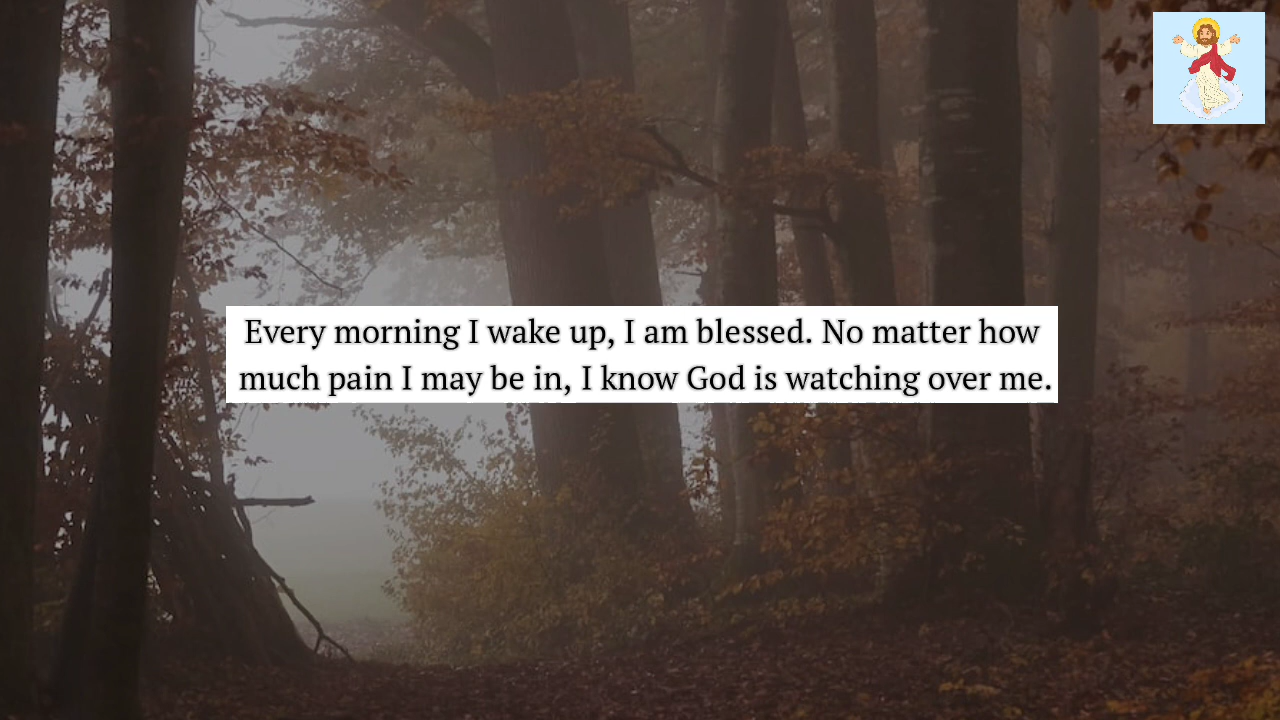 Every morning I wake up, I am blessed. No matter how
much pain I may be in, I know God is watching over me.